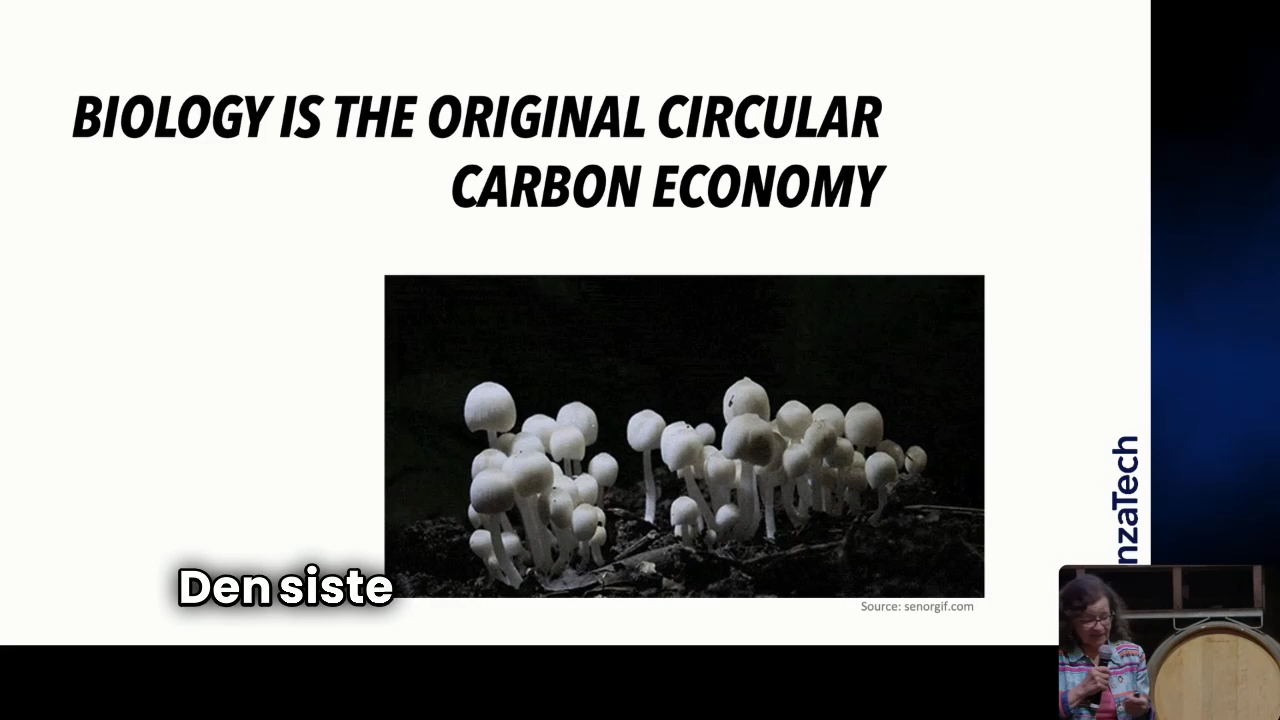 BIOLOGY IS THE ORIGINAL CIRCULAR
CARBON ECONOMY
nzaTech
Den siste
Source: senorgif.com